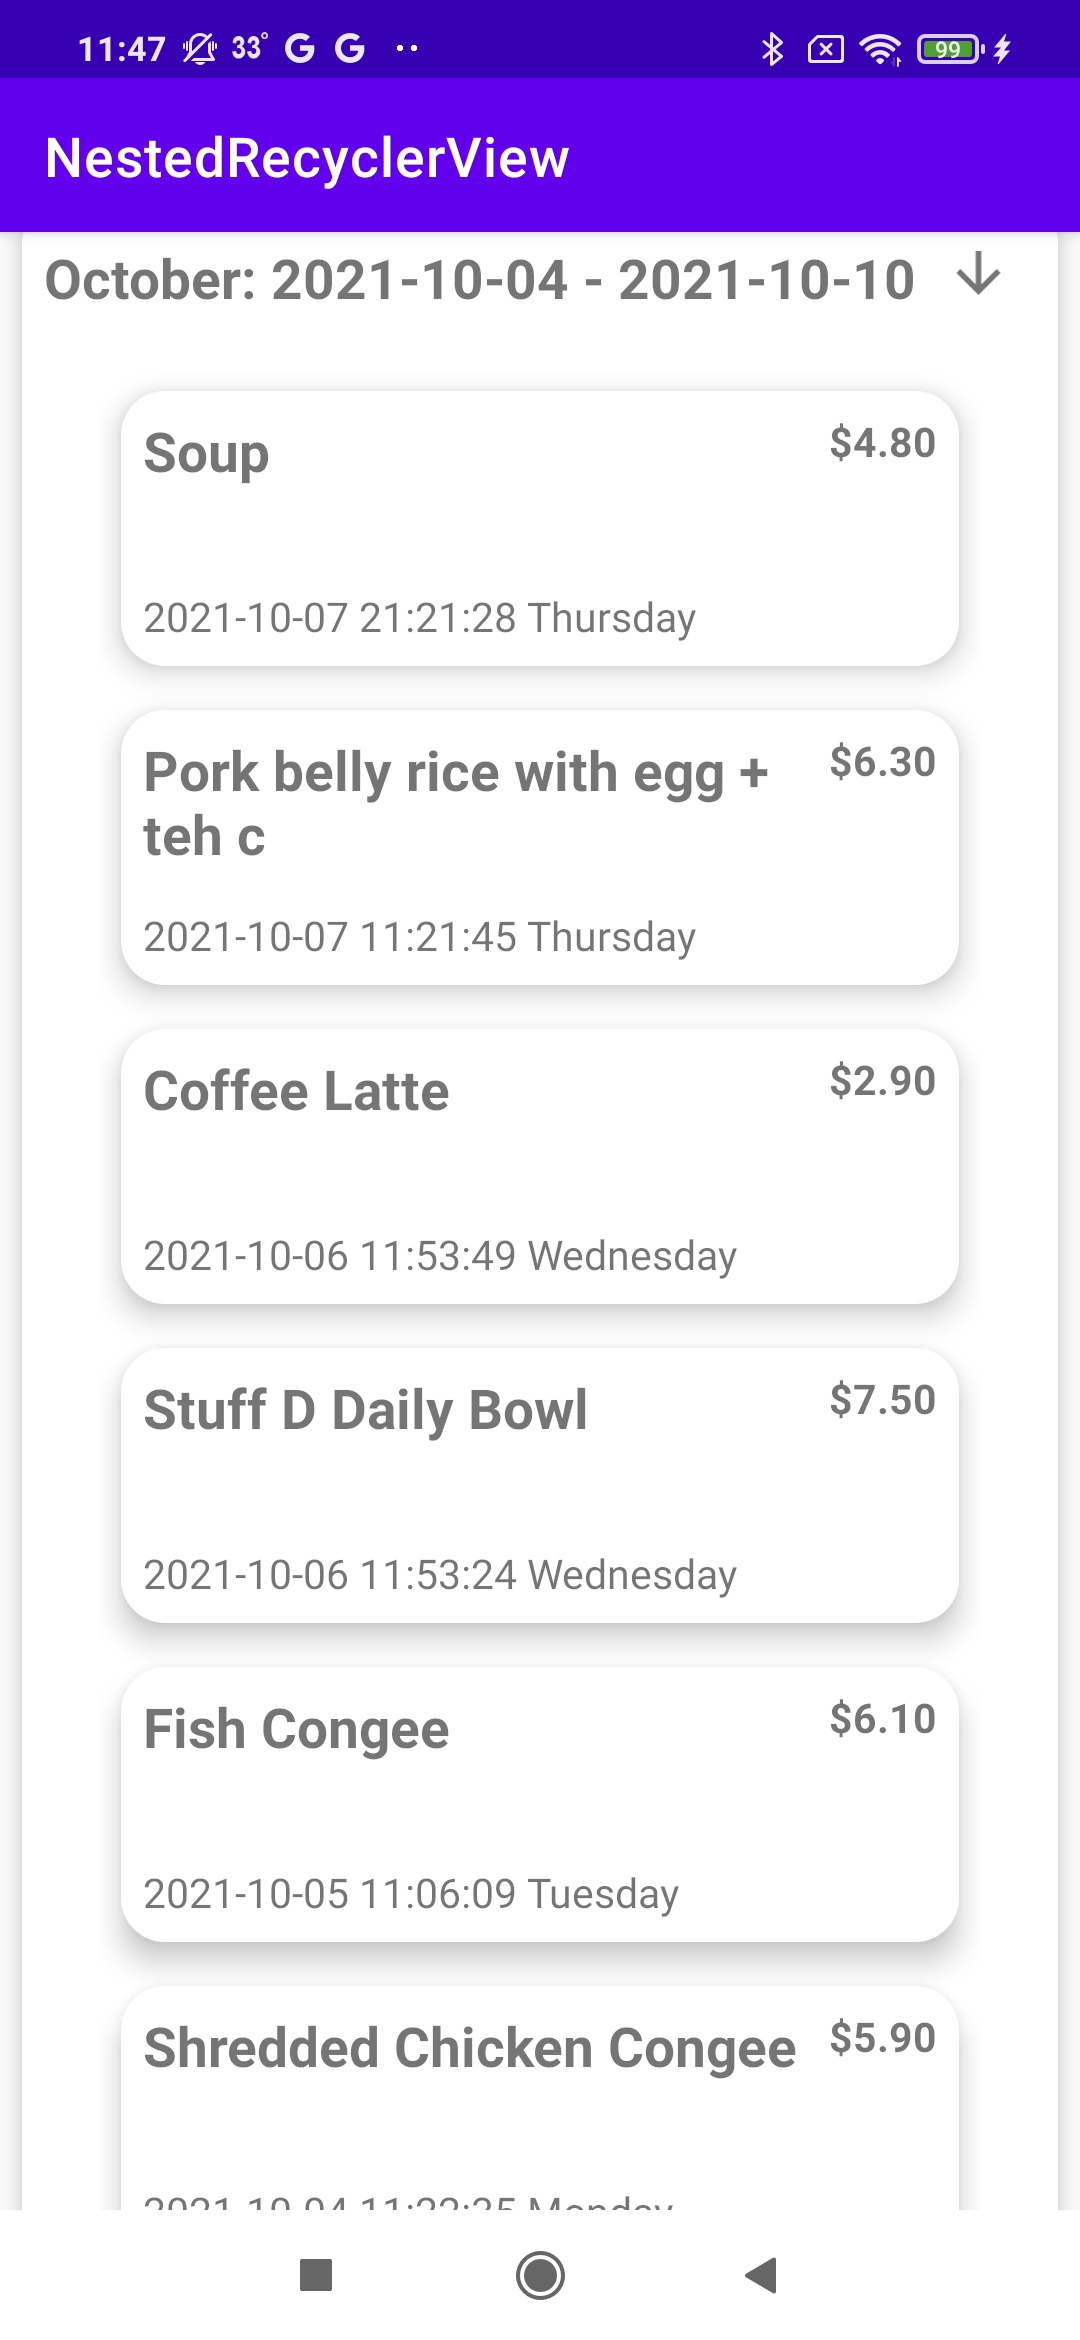 11:47 33° G G 99
NestedRecyclerView
October: 2021-10-04 - 2021-10-10
Soup $4.80
2021-10-07 21:21:28 Thursday
Pork belly rice with egg + $6.30
teh c
2021-10-07 11:21:45 Thursday
Coffee Latte $2.90
2021-10-06 11:53:49 Wednesday
Stuff D Daily Bowl $7.50
2021-10-06 11:53:24 Wednesday
Fish Congee $6.10
2021-10-05 11:06:09 Tuesday
Shredded Chicken Congee $5.90
2021-10-04 Monday